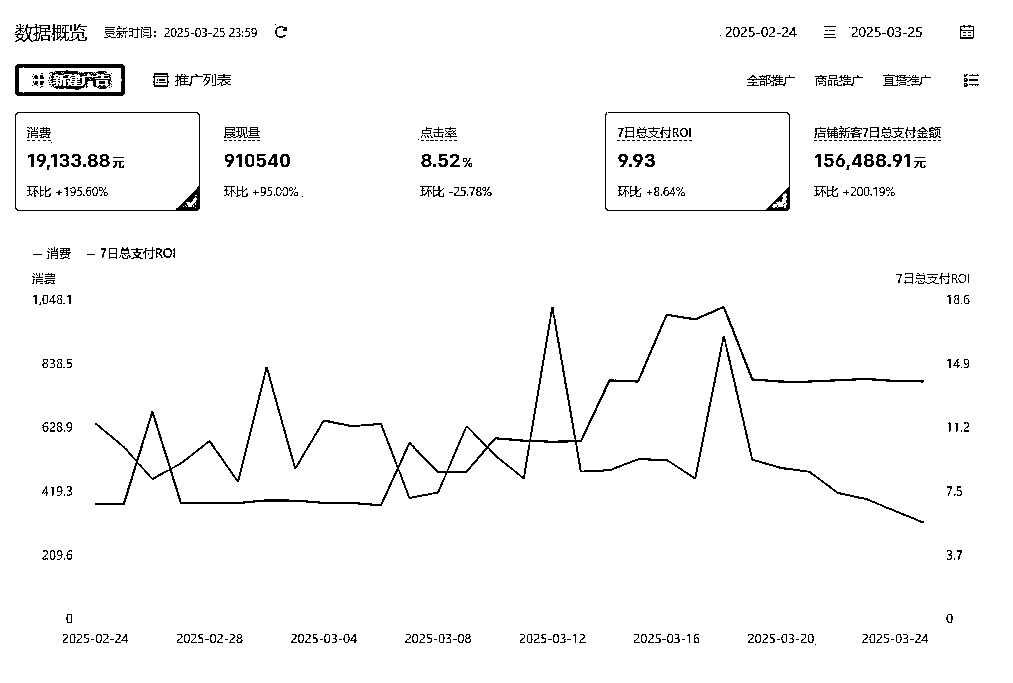 数据概览 更新时间：2025-03-25 23:59 2025-02-24 2025-03-25
新建广告 推广列表 全部推广 商品推广 直播推广
消费 展现量 点击率 7日总支付ROI 店铺新客7日总支付金额
19,133.88元 910540 8.52% 9.93 156,488.91元
环比 +195.60% 环比 +95.00% 环比 -25.78% 环比 +8.64% 环比 +200.19%
消费 7日总支付ROI
消费 7日总支付ROI
1,048.1 18.6
838.5 14.9
628.9 11.2
419.3 7.5
209.6 3.7
0 0
2025-02-24 2025-02-28 2025-03-04 2025-03-08 2025-03-12 2025-03-16 2025-03-20 2025-03-24